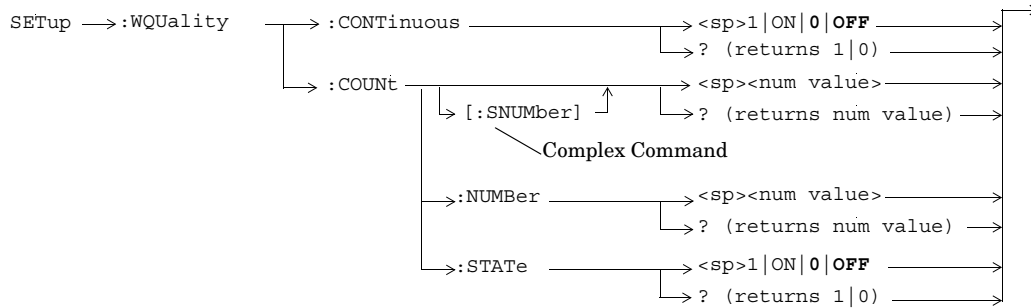 SETup :WQUality :CONTinuous <sp>1|ON|0|OFF
? (returns 1|0)
:COUNt <sp><num value>
[:SNUMber] ? (returns num value)
Complex Command
:NUMBer <sp><num value>
? (returns num value)
:STATe <sp>1|ON|0|OFF
? (returns 1|0)